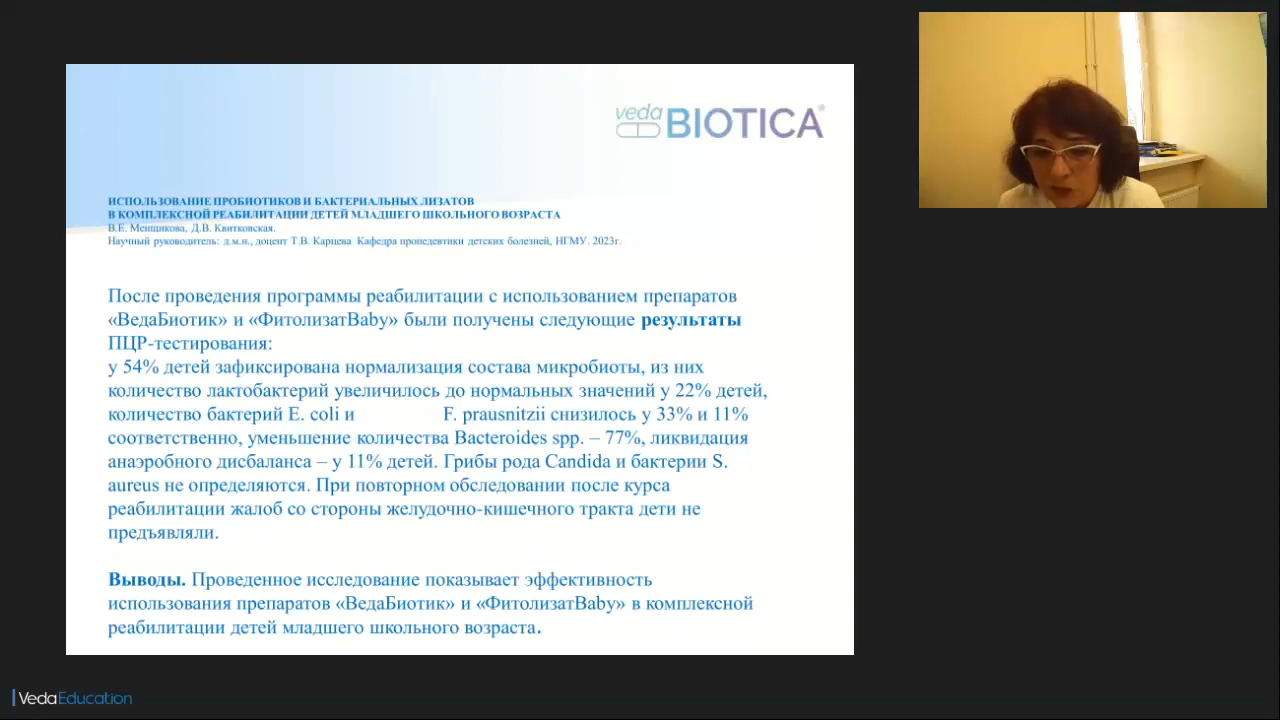 veda
BIOTICA®
ИСПОЛЬЗОВАНИЕ ПРОБИОТИКОВ И БАКТЕРИАЛЬНЫХ ЛИЗАТОВ
В КОМПЛЕКСНОЙ РЕАБИЛИТАЦИИ ДЕТЕЙ МЛАДШЕГО ШКОЛЬНОГО ВОЗРАСТА
В.Е. Менщикова, Д.В. Квитковская.
Научный руководитель: д.м.н., доцент Т.В. Карцева Кафедра пропедевтики детских болезней, НГМУ. 2023г.
После проведения программы реабилитации с использованием препаратов
«ВедаБиотик» и «ФитолизатBaby» были получены следующие результаты
ПЦР-тестирования:
у 54% детей зафиксирована нормализация состава микробиоты, из них
количество лактобактерий увеличилось до нормальных значений у 22% детей,
количество бактерий E. coli и F. prausnitzii снизилось у 33% и 11%
соответственно, уменьшение количества Bacteroides spp. – 77%, ликвидация
анаэробного дисбаланса – у 11% детей. Грибы рода Candida и бактерии S.
aureus не определяются. При повторном обследовании после курса
реабилитации жалоб со стороны желудочно-кишечного тракта дети не
предъявляли.
Выводы. Проведенное исследование показывает эффективность
использования препаратов «ВедаБиотик» и «ФитолизатBaby» в комплексной
реабилитации детей младшего школьного возраста.
VedaEducation